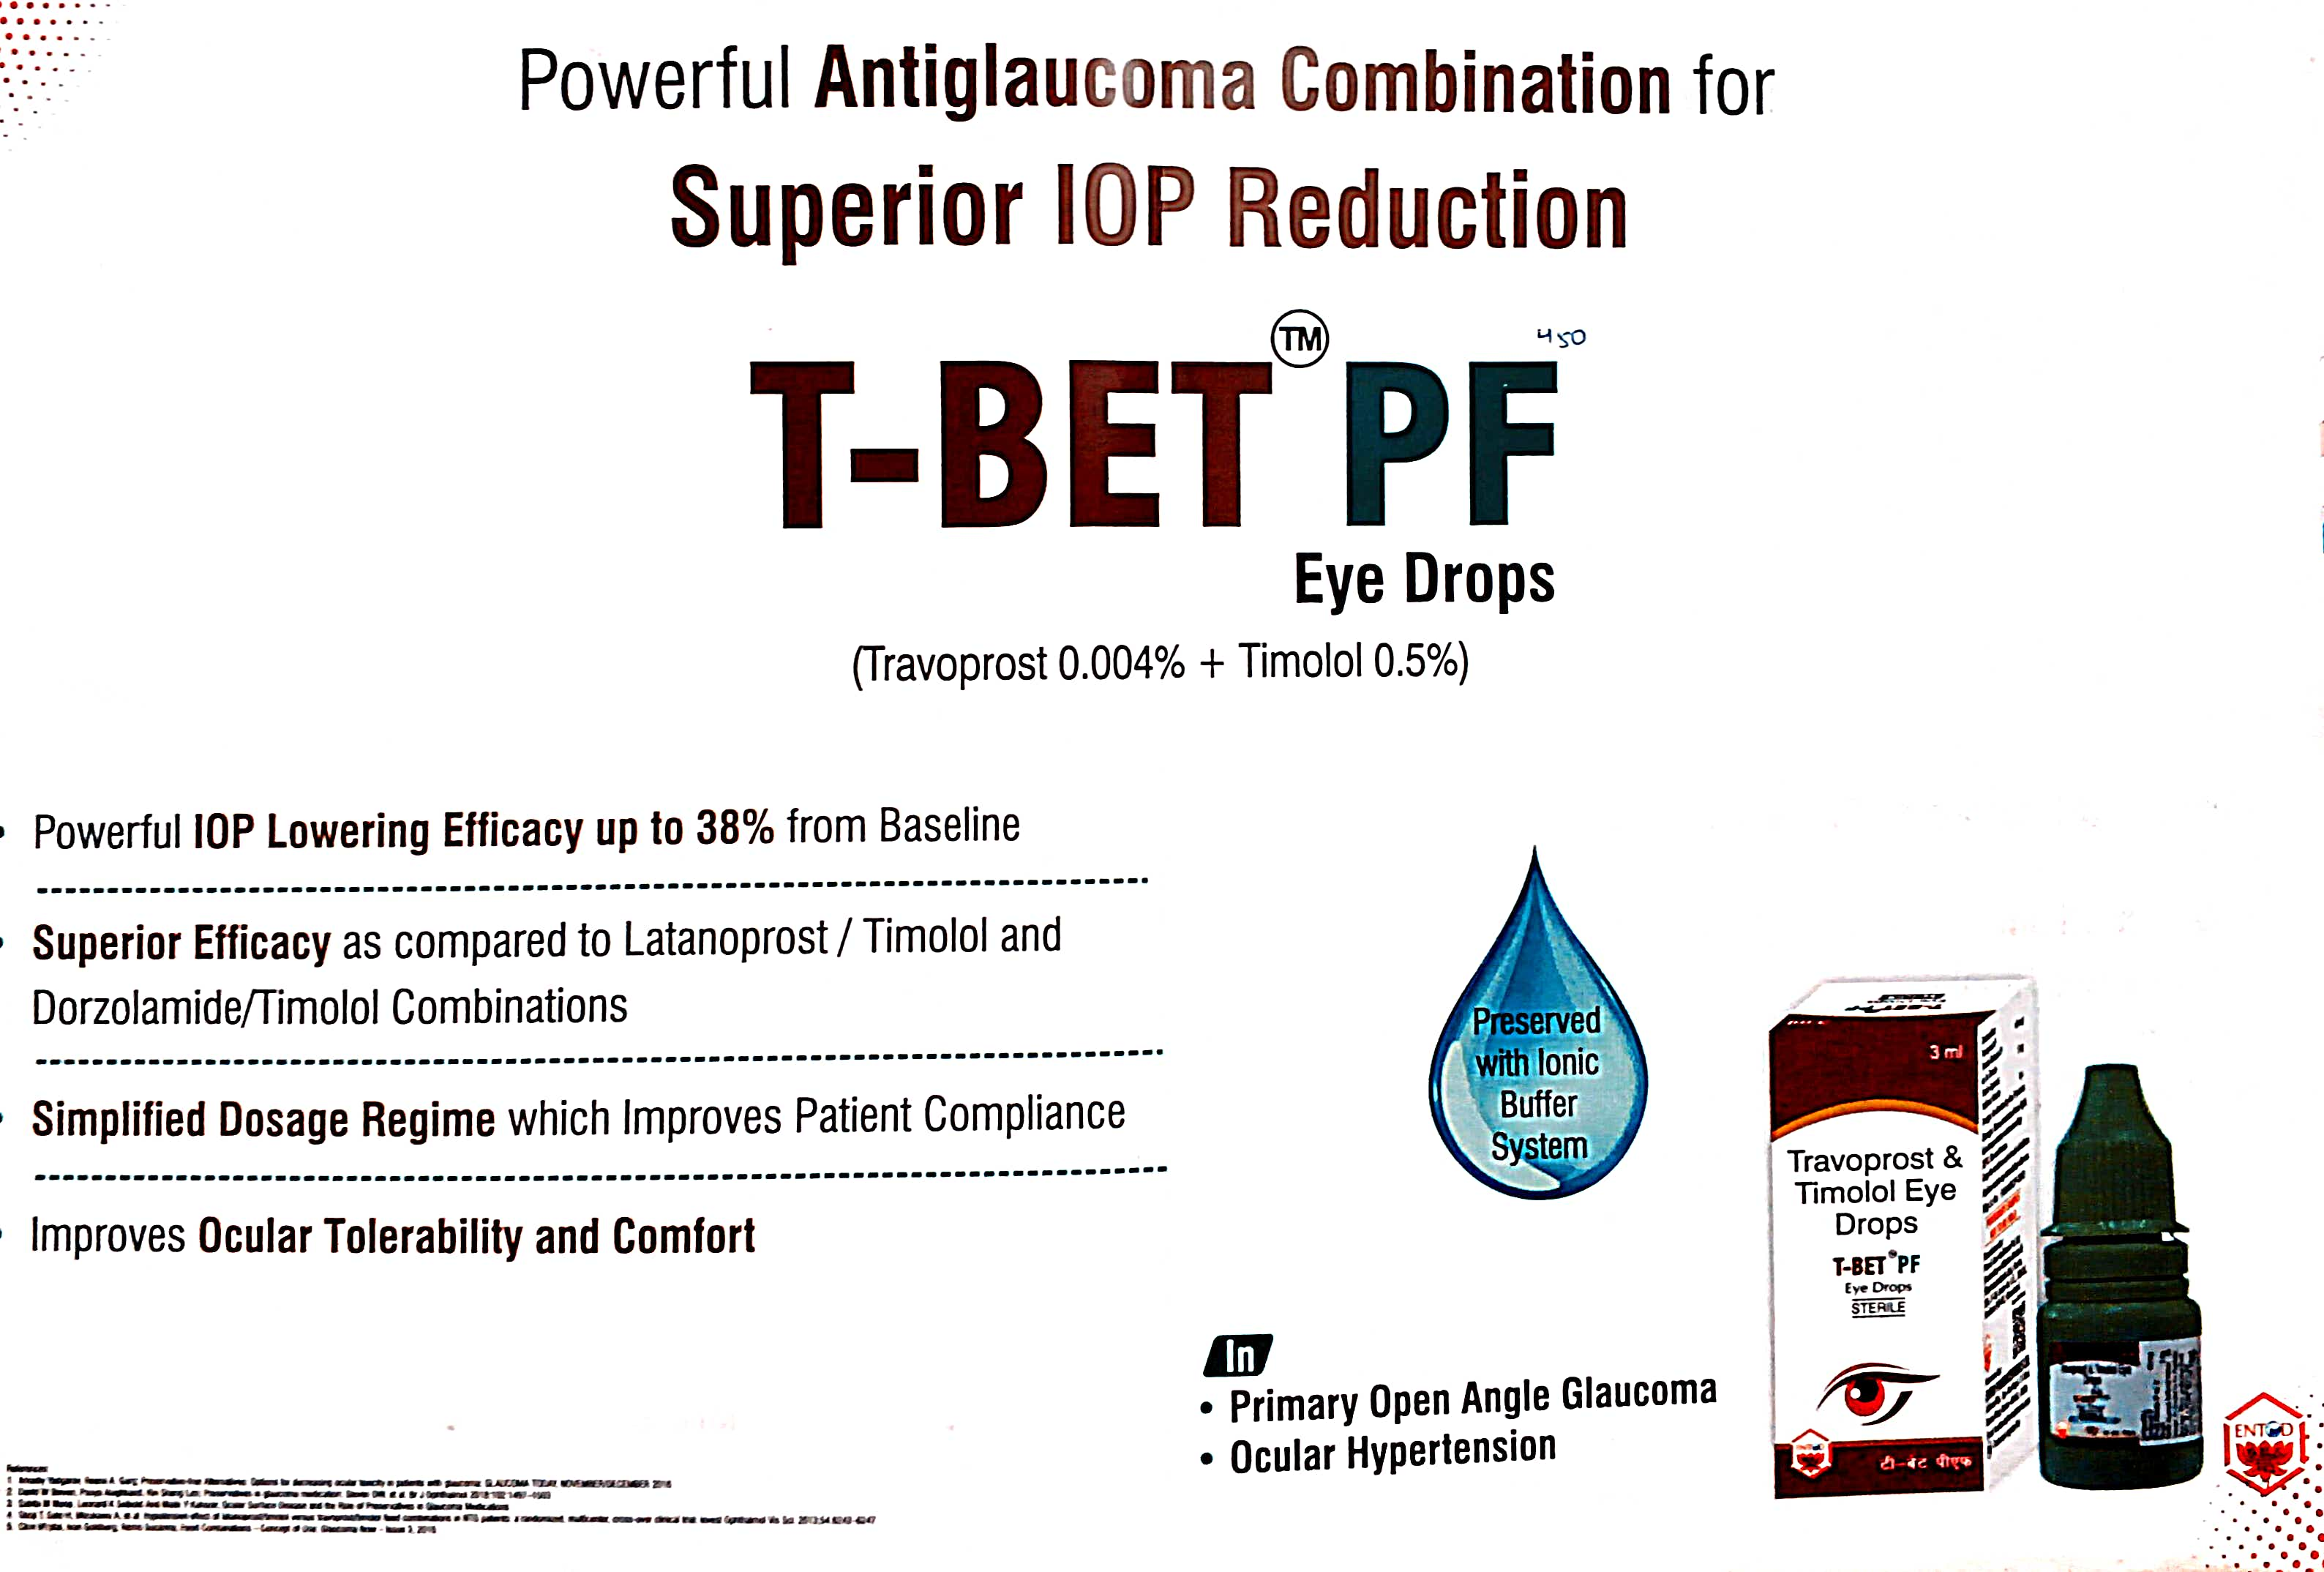 Powerful Antiglaucoma Combination for
Superior IOP Reduction
T-BET™ PF
450
Eye Drops
(Travoprost 0.004% + Timolol 0.5%)
• Powerful IOP Lowering Efficacy up to 38% from Baseline
• Superior Efficacy as compared to Latanoprost / Timolol and
Dorzolamide/Timolol Combinations
• Simplified Dosage Regime which Improves Patient Compliance
• Improves Ocular Tolerability and Comfort
Preserved
with Ionic
Buffer
System
In
• Primary Open Angle Glaucoma
• Ocular Hypertension
3 ml
Travoprost &
Timolol Eye
Drops
T-BET PF
Eye Drops
STERILE
टी-बेट पीएफ
ENTOD
References